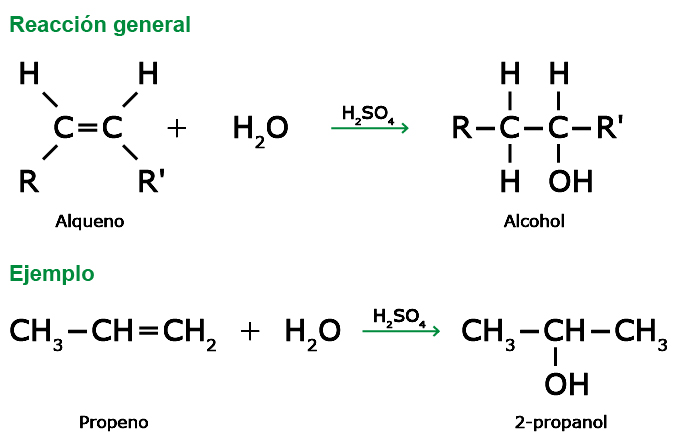 Reacción general
H H H H
C=C + H₂O H₂SO₄ R–C–C–R'
R R' H OH
Alqueno Alcohol
Ejemplo
CH₃–CH=CH₂ + H₂O H₂SO₄ CH₃–CH–CH₃
OH
Propeno 2-propanol